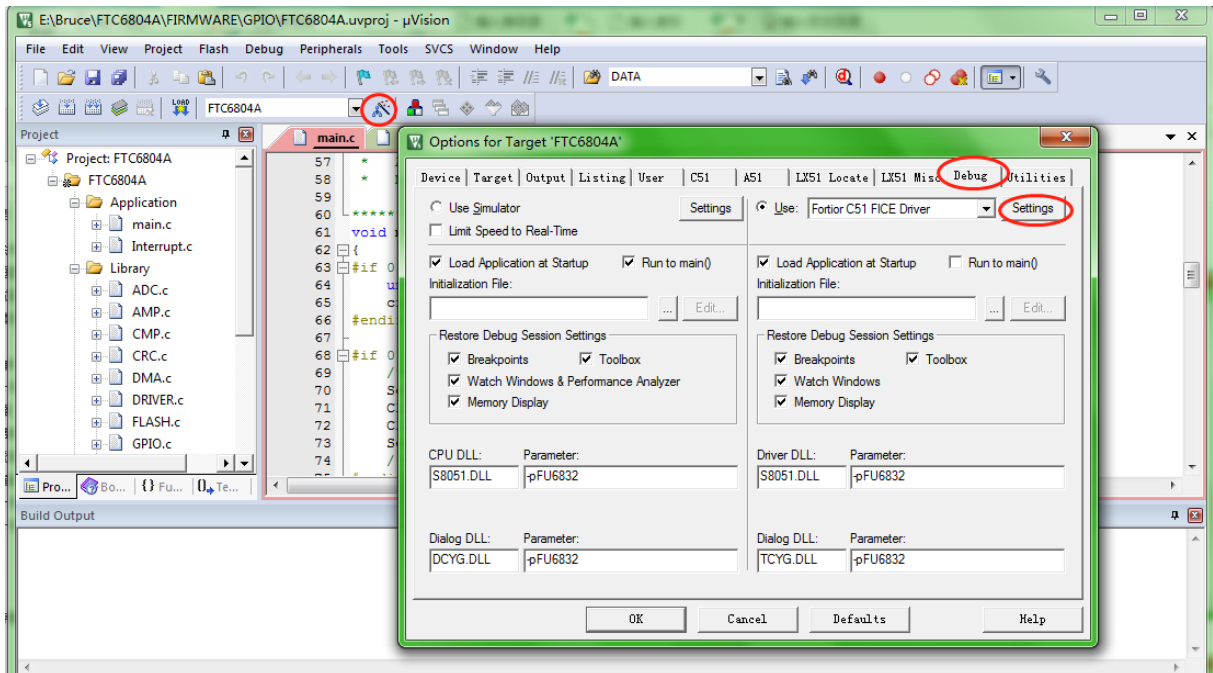 E:\Bruce\FTC6804A\FIRMWARE\GPIO\FTC6804A.uvproj - µVision
File Edit View Project Flash Debug Peripherals Tools SVCS Window Help
DATA
LOAD FTC6804A
Project
main.c
Project: FTC6804A
FTC6804A
Application
main.c
Interrupt.c
Library
ADC.c
AMP.c
CMP.c
CRC.c
DMA.c
DRIVER.c
FLASH.c
GPIO.c
Pro... Bo... {} Fu... Te...
57 *
58 *
59
60 *****
61 void
62 {
63 #if 0
64
65
66 #endi
67
68 #if 0
69 /
70 S
71 C
72 C
73 S
74 /
Options for Target 'FTC6804A'
Device Target Output Listing User C51 A51 LX51 Locate LX51 Misc Debug Utilities
Use Simulator Settings
Limit Speed to Real-Time
Load Application at Startup Run to main()
Initialization File:
... Edit...
Restore Debug Session Settings
Breakpoints Toolbox
Watch Windows & Performance Analyzer
Memory Display
CPU DLL: Parameter:
S8051.DLL -pFU6832
Dialog DLL: Parameter:
DCYG.DLL -pFU6832
Use: Fortior C51 FICE Driver Settings
Load Application at Startup Run to main()
Initialization File:
... Edit...
Restore Debug Session Settings
Breakpoints Toolbox
Watch Windows
Memory Display
Driver DLL: Parameter:
S8051.DLL -pFU6832
Dialog DLL: Parameter:
TCYG.DLL -pFU6832
OK Cancel Defaults Help
Build Output